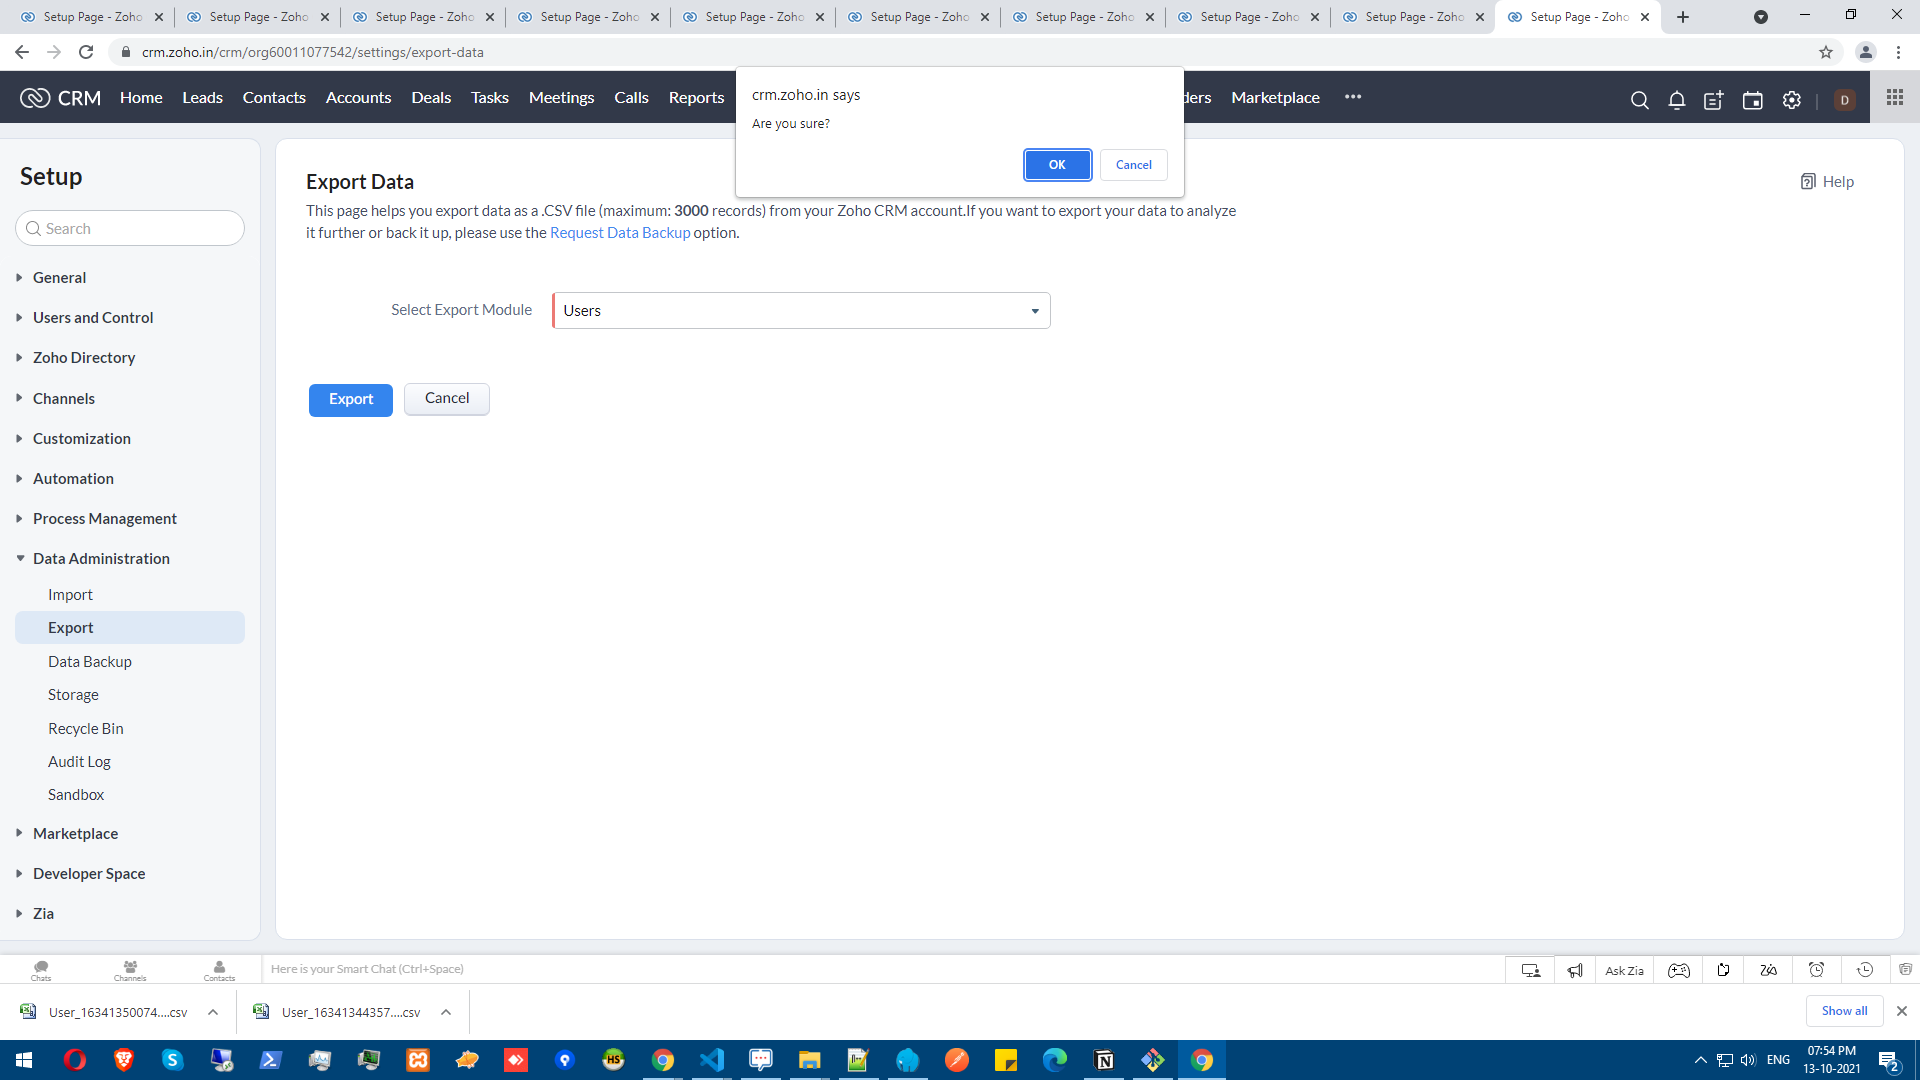 Setup Page - Zoho
Setup Page - Zoho
Setup Page - Zoho
Setup Page - Zoho
Setup Page - Zoho
Setup Page - Zoho
Setup Page - Zoho
Setup Page - Zoho
Setup Page - Zoho
Setup Page - Zoho
crm.zoho.in/crm/org60011077542/settings/export-data
CRM Home Leads Contacts Accounts Deals Tasks Meetings Calls Reports ders Marketplace ••• D
crm.zoho.in says
Are you sure?
OK Cancel
Setup
Search
General
Users and Control
Zoho Directory
Channels
Customization
Automation
Process Management
Data Administration
Import
Export
Data Backup
Storage
Recycle Bin
Audit Log
Sandbox
Marketplace
Developer Space
Zia
Export Data
Help
This page helps you export data as a .CSV file (maximum: 3000 records) from your Zoho CRM account.If you want to export your data to analyze
it further or back it up, please use the Request Data Backup option.
Select Export Module Users
Export Cancel
Chats Channels Contacts
Here is your Smart Chat (Ctrl+Space)
Ask Zia
User_16341350074....csv
User_16341344357....csv
Show all
HS
ENG
07:54 PM
13-10-2021
2